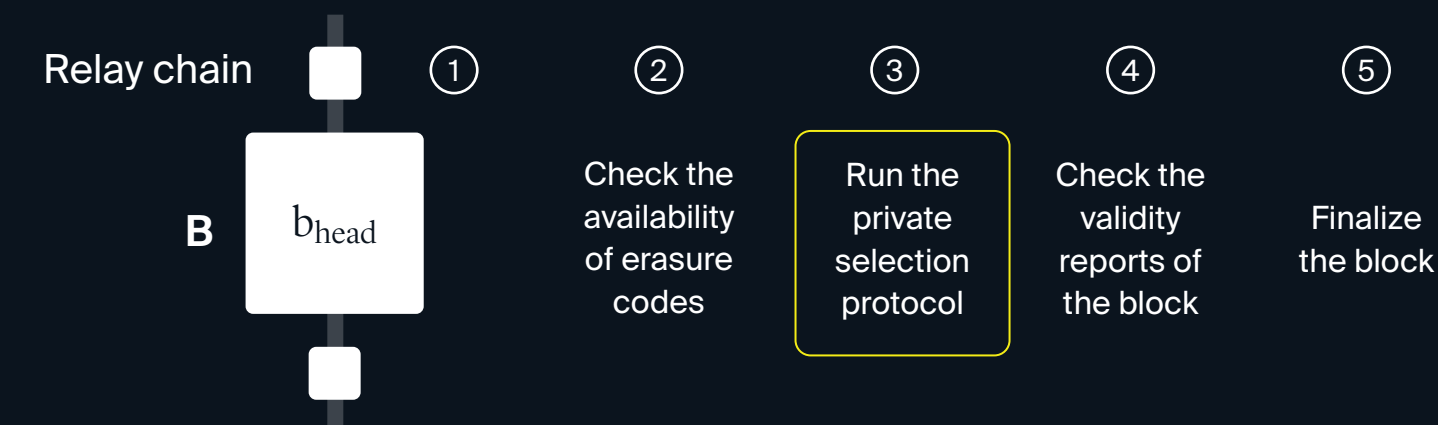 Relay chain
1
2
3
4
5
B
b_head
Check the
availability
of erasure
codes
Run the
private
selection
protocol
Check the
validity
reports of
the block
Finalize
the block